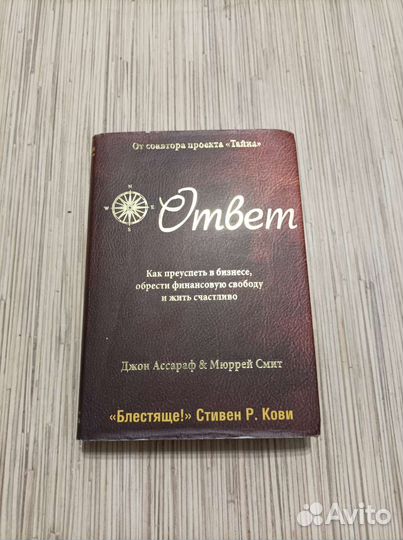 От соавтора проекта «Тайна»
N
W E
S
Ответ
Как преуспеть в бизнесе,
обрести финансовую свободу
и жить счастливо
Джон Ассараф & Мюррей Смит
«Блестяще!» Стивен Р. Кови
Avito